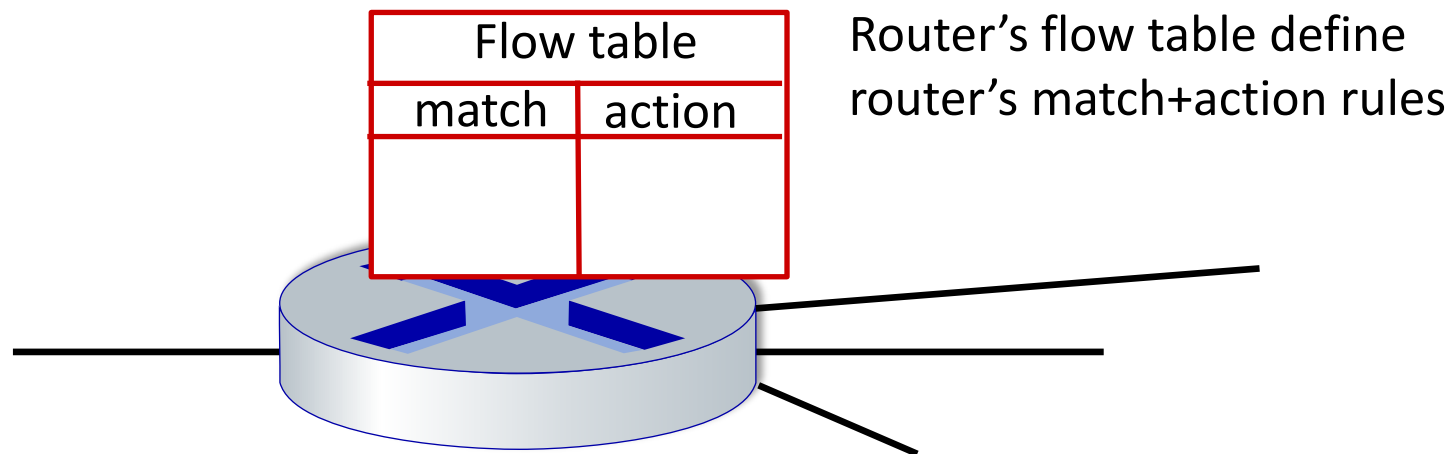 Flow table
match action
Router’s flow table define
router’s match+action rules